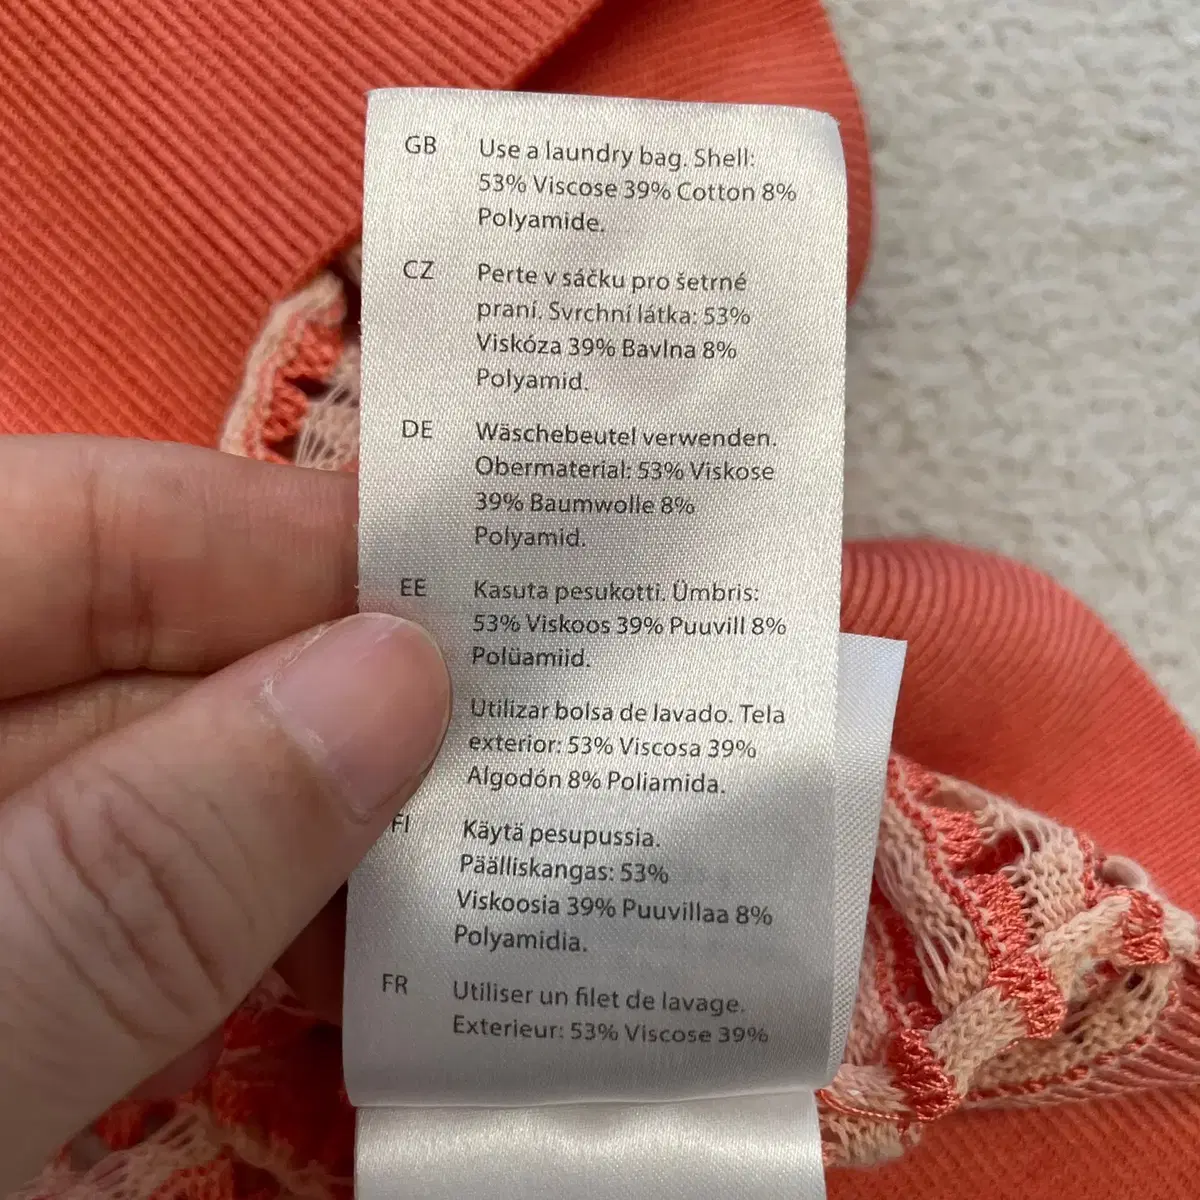 GB Use a laundry bag. Shell:
53% Viscose 39% Cotton 8%
Polyamide.
CZ Perte v sáčku pro šetrné
praní. Svrchní látka: 53%
Viskóza 39% Bavlna 8%
Polyamid.
DE Wäschebeutel verwenden.
Obermaterial: 53% Viskose
39% Baumwolle 8%
Polyamid.
EE Kasuta pesukotti. Ümbris:
53% Viskoos 39% Puuvill 8%
Polüamiid.
Utilizar bolsa de lavado. Tela
exterior: 53% Viscosa 39%
Algodón 8% Poliamida.
FI Käytä pesupussia.
Päälliskangas: 53%
Viskoosia 39% Puuvillaa 8%
Polyamidia.
FR Utiliser un filet de lavage.
Exterieur: 53% Viscose 39%